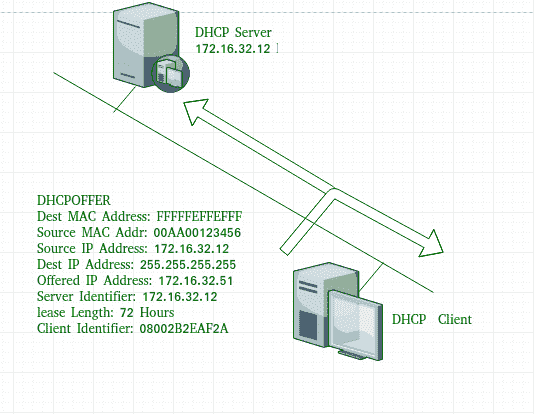 DHCP Server
172.16.32.12
DHCPOFFER
Dest MAC Address: FFFFFEFFEFFF
Source MAC Addr: 00AA00123456
Source IP Address: 172.16.32.12
Dest IP Address: 255.255.255.255
Offered IP Address: 172.16.32.51
Server Identifier: 172.16.32.12
lease Length: 72 Hours
Client Identifier: 08002B2EAF2A
DHCP Client